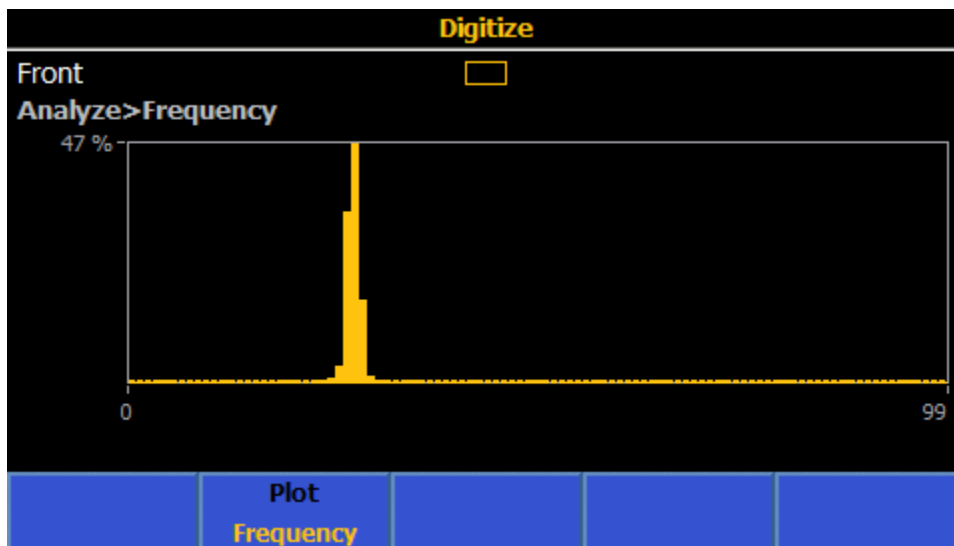 Digitize
Front
Analyze>Frequency
47 %
0
99
Plot
Frequency